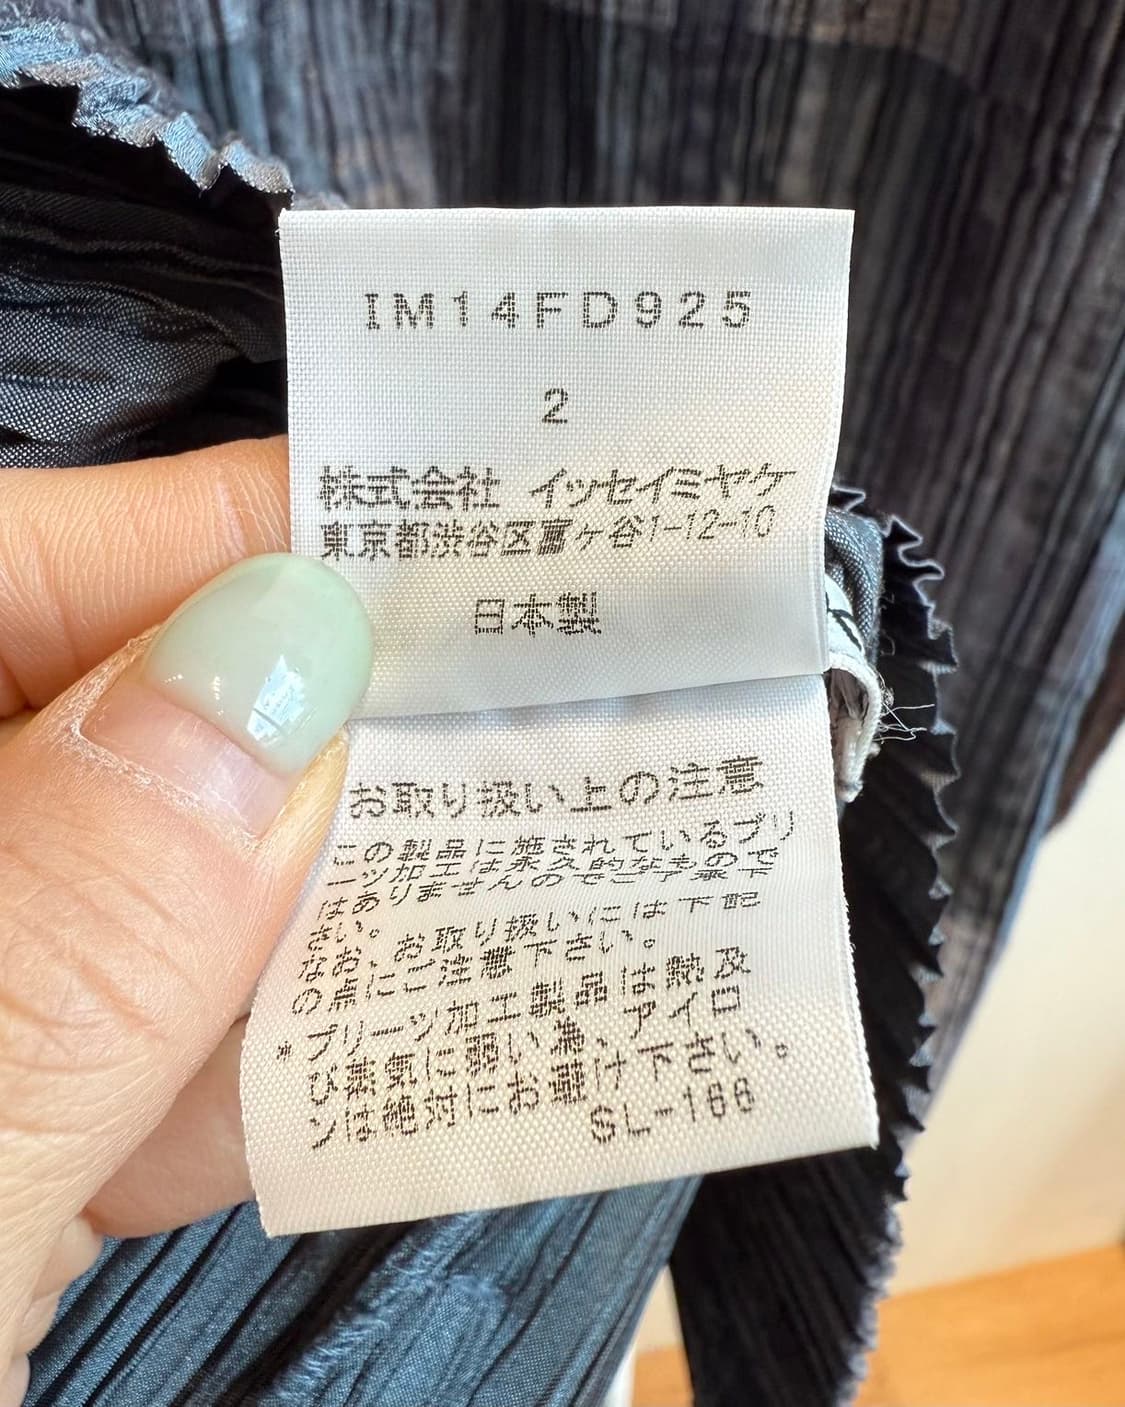 IM14FD925
2
株式会社 イッセイミヤケ
東京都渋谷区富ヶ谷1-12-10
日本製
お取り扱い上の注意
この製品に施されているプリ
ーツ加工は永久的なもので
はありませんのでご了承下
さい。
なお、お取り扱いには下記
の点にご注意下さい。
*プリーツ加工製品は熱及
び蒸気に弱い為、アイロ
ンは絶対にお避け下さい。
SL-166